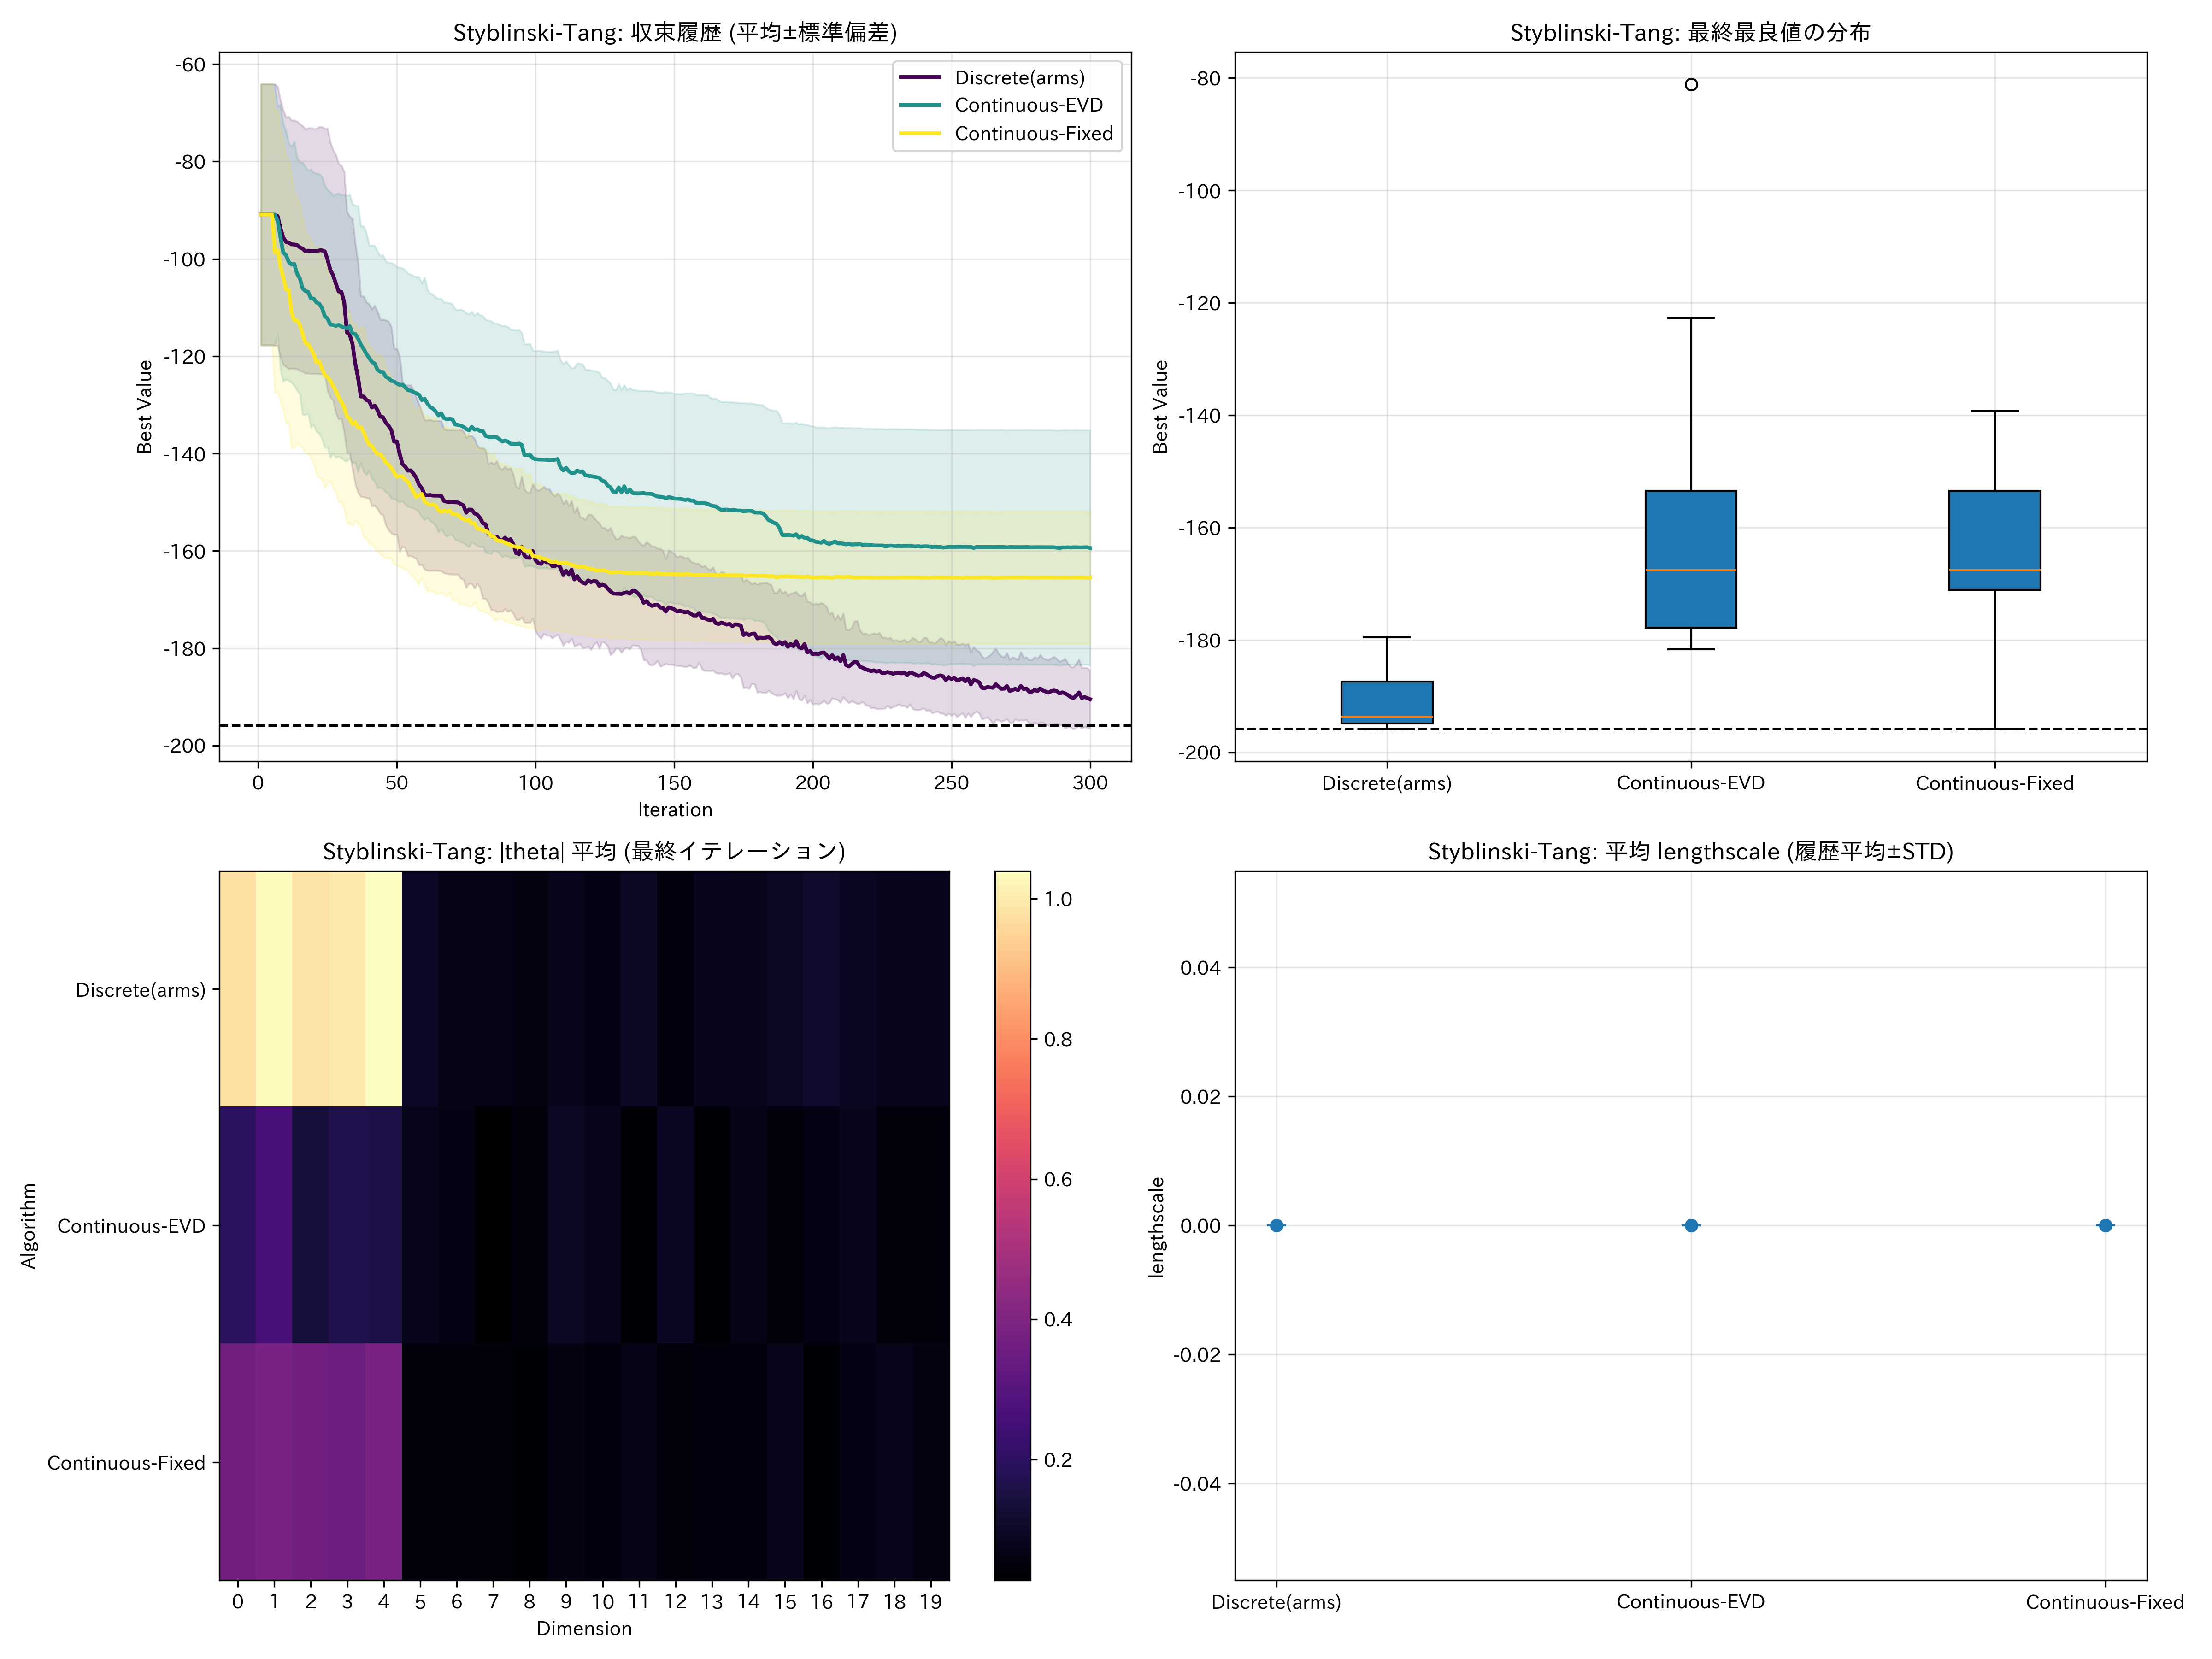 Styblinski-Tang: 収束履歴 (平均±標準偏差)
-60
-80
-100
-120
-140
-160
-180
-200
Best Value
0 50 100 150 200 250 300
Iteration
Discrete(arms)
Continuous-EVD
Continuous-Fixed
Styblinski-Tang: 最終最良値の分布
-80
-100
-120
-140
-160
-180
-200
Best Value
Discrete(arms) Continuous-EVD Continuous-Fixed
Styblinski-Tang: |theta| 平均 (最終イテレーション)
Algorithm
Discrete(arms)
Continuous-EVD
Continuous-Fixed
0 1 2 3 4 5 6 7 8 9 10 11 12 13 14 15 16 17 18 19
Dimension
1.0
0.8
0.6
0.4
0.2
Styblinski-Tang: 平均 lengthscale (履歴平均±STD)
0.04
0.02
0.00
-0.02
-0.04
lengthscale
Discrete(arms) Continuous-EVD Continuous-Fixed